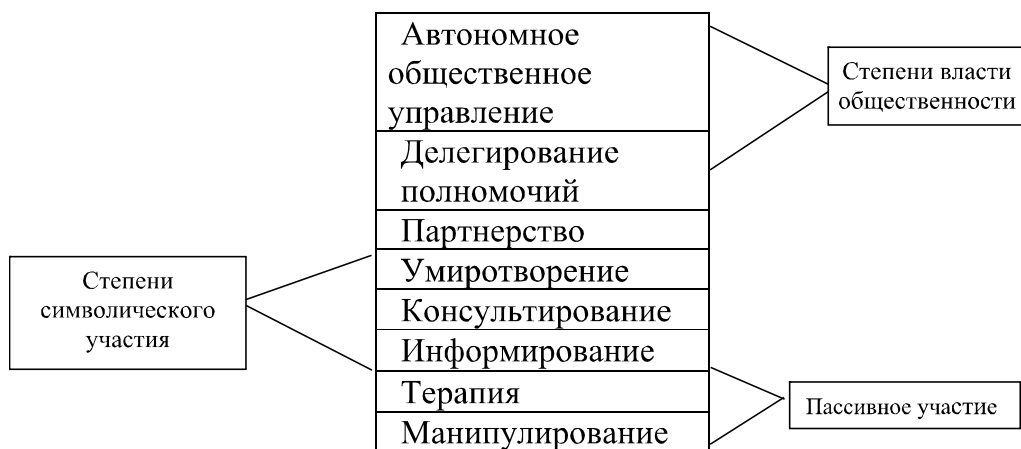 Автономное
общественное
управление
Делегирование
полномочий
Партнерство
Умиротворение
Консультирование
Информирование
Терапия
Манипулирование
Степени власти
общественности
Степени
символического
участия
Пассивное участие